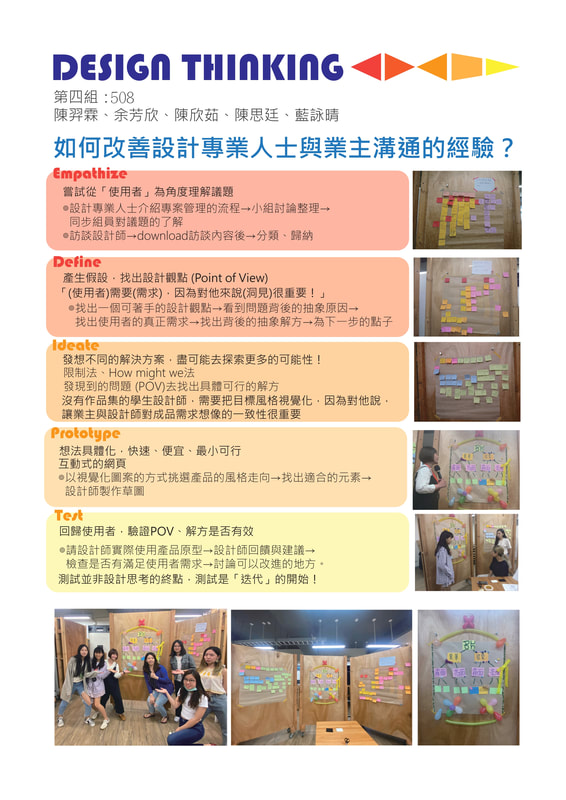 DESIGN THINKING
第四組 : 508
陳羿霖、余芳欣、陳欣茹、陳思廷、藍詠晴
如何改善設計專業人士與業主溝通的經驗？
Empathize
嘗試從「使用者」為角度理解議題
◉設計專業人士介紹專案管理的流程→小組討論整理→
同步組員對議題的了解
◉訪談設計師→download訪談內容後→分類、歸納
Define
產生假設，找出設計觀點 (Point of View)
「(使用者)需要(需求)，因為對他來說(洞見)很重要！」
◉找出一個可著手的設計觀點→看到問題背後的抽象原因→
找出使用者的真正需求→找出背後的抽象解方→為下一步的點子
Ideate
發想不同的解決方案，盡可能去探索更多的可能性！
限制法、How might we法
發現到的問題 (POV)去找出具體可行的解方
沒有作品集的學生設計師，需要把目標風格視覺化，因為對他說，
讓業主與設計師對成品需求想像的一致性很重要
Prototype
想法具體化，快速、便宜、最小可行
互動式的網頁
◉以視覺化圖案的方式挑選產品的風格走向→找出適合的元素→
設計師製作草圖
Test
回歸使用者，驗證POV、解方是否有效
◉請設計師實際使用產品原型→設計師回饋與建議→
檢查是否有滿足使用者需求→討論可以改進的地方。
測試並非設計思考的終點，測試是「迭代」的開始！